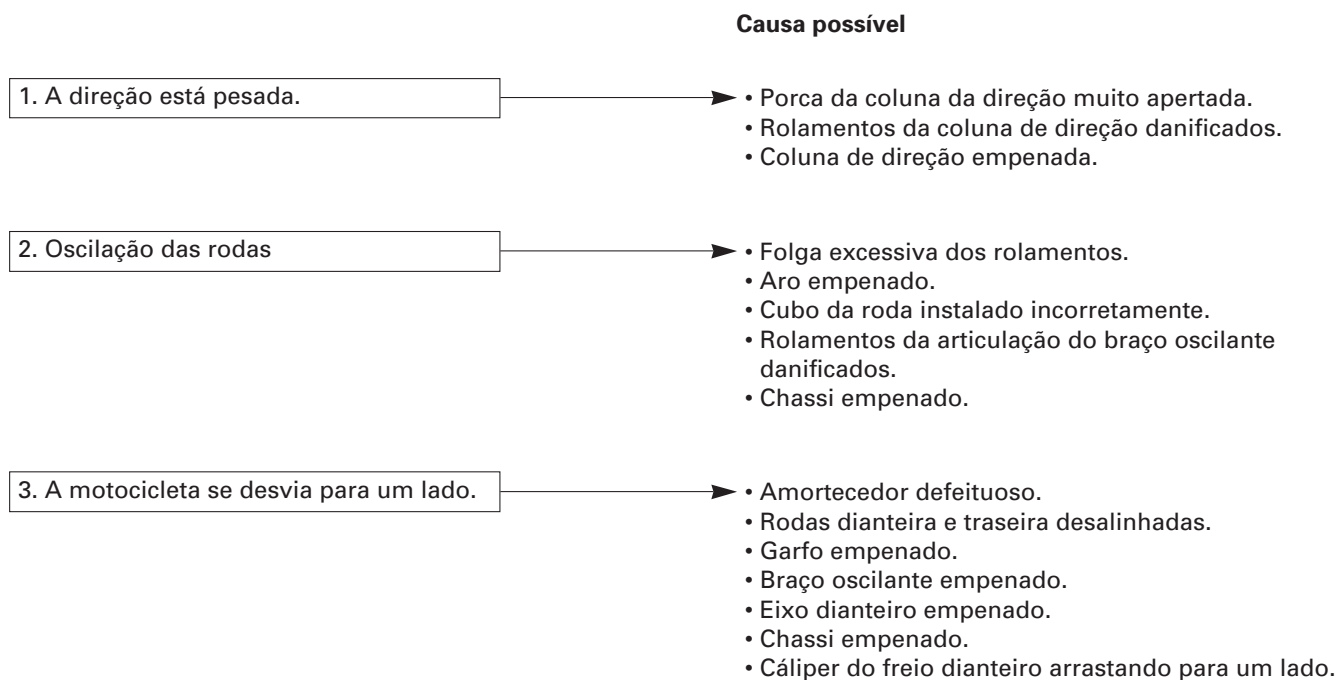 Causa possível
1. A direção está pesada.
• Porca da coluna da direção muito apertada.
• Rolamentos da coluna de direção danificados.
• Coluna de direção empenada.
2. Oscilação das rodas
• Folga excessiva dos rolamentos.
• Aro empenado.
• Cubo da roda instalado incorretamente.
• Rolamentos da articulação do braço oscilante
danificados.
• Chassi empenado.
3. A motocicleta se desvia para um lado.
• Amortecedor defeituoso.
• Rodas dianteira e traseira desalinhadas.
• Garfo empenado.
• Braço oscilante empenado.
• Eixo dianteiro empenado.
• Chassi empenado.
• Cáliper do freio dianteiro arrastando para um lado.